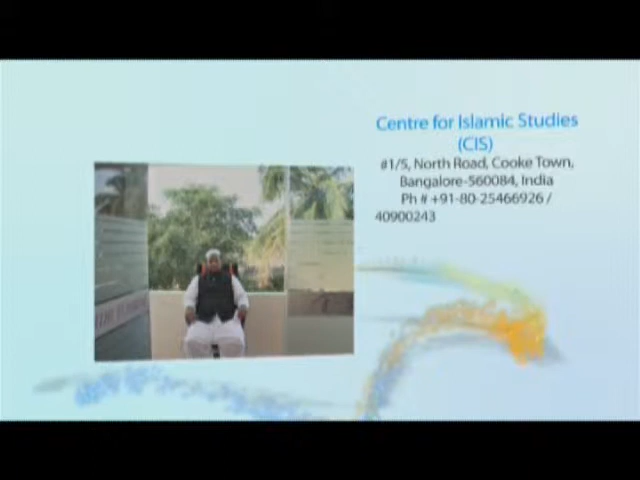 Centre for Islamic Studies
(CIS)
#1/5, North Road, Cooke Town,
Bangalore-560084, India
Ph # +91-80-25466926 /
40900243